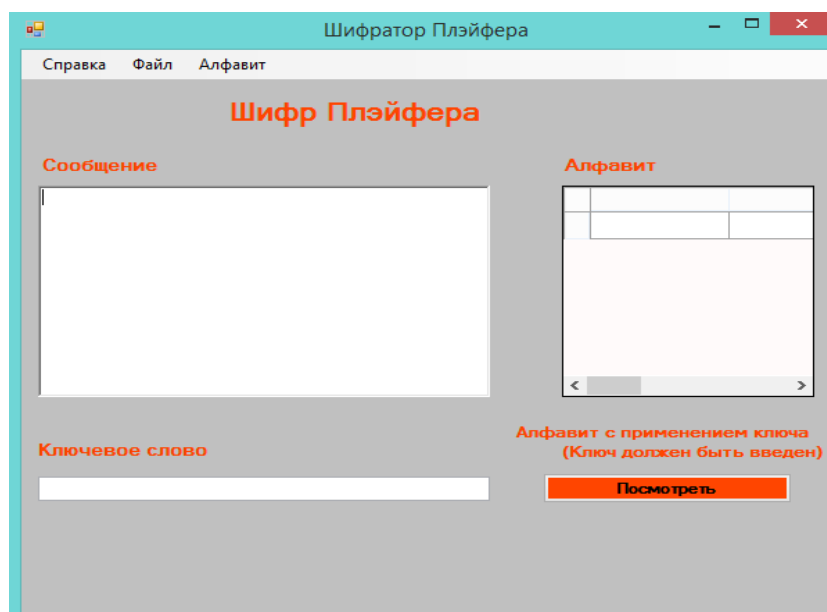 Шифратор Плэйфера
Справка Файл Алфавит
Шифр Плэйфера
Сообщение
Алфавит
Алфавит с применением ключа
(Ключ должен быть введен)
Ключевое слово
Посмотреть